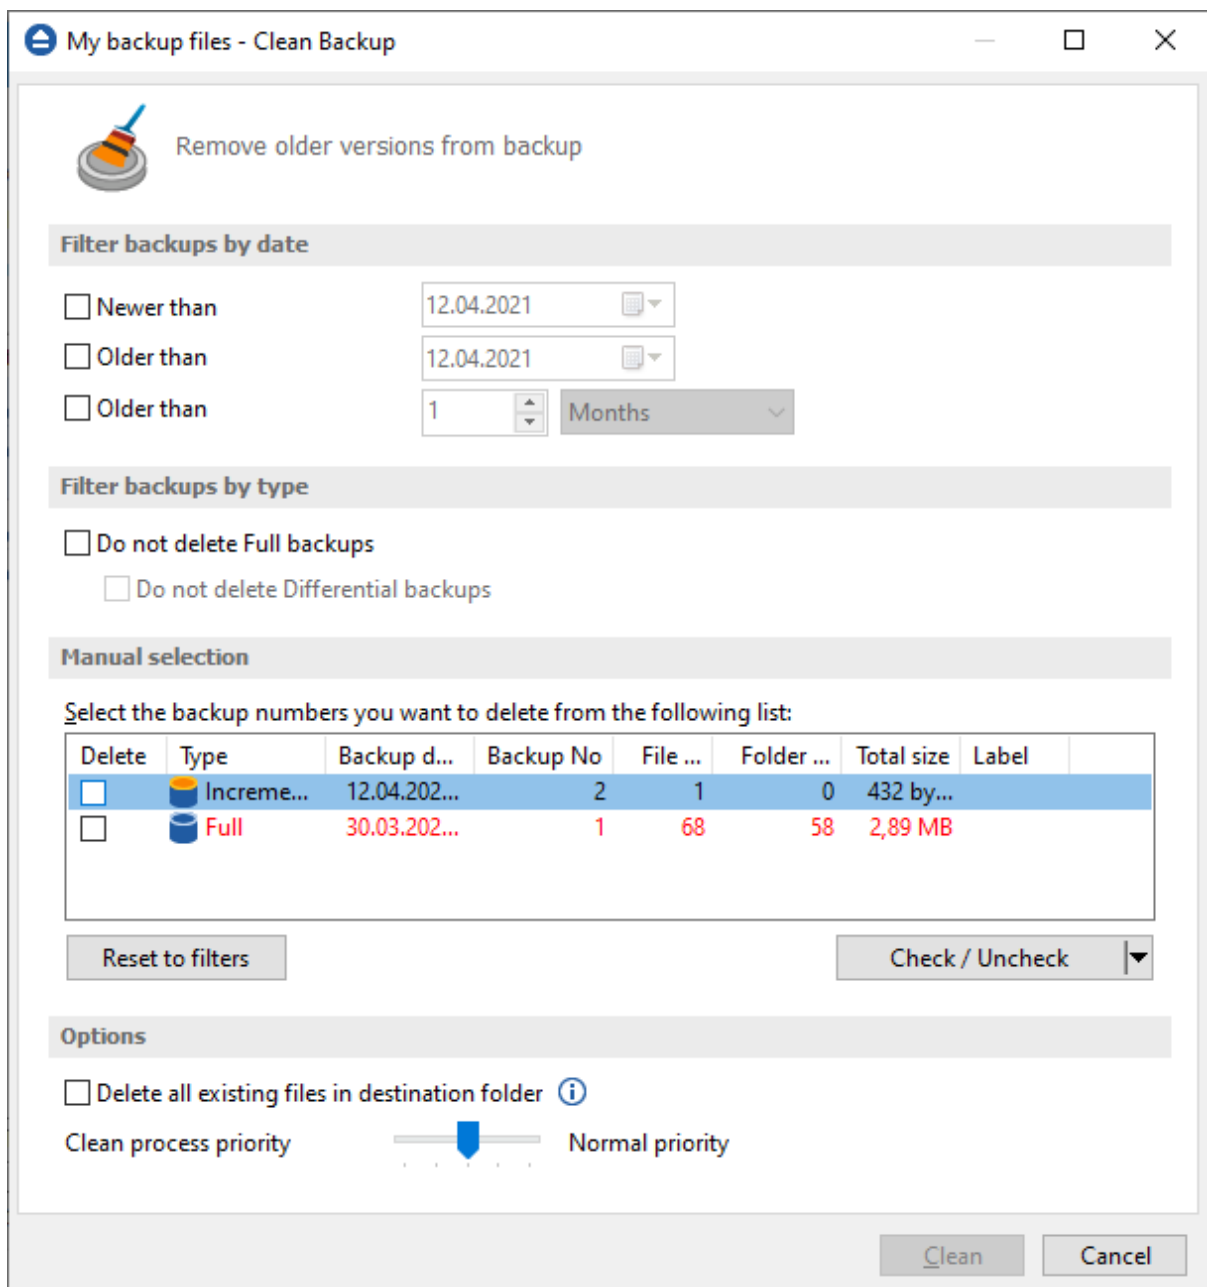 My backup files - Clean Backup
Remove older versions from backup
Filter backups by date
Newer than 12.04.2021
Older than 12.04.2021
Older than 1 Months
Filter backups by type
Do not delete Full backups
Do not delete Differential backups
Manual selection
Select the backup numbers you want to delete from the following list:
Delete Type Backup d... Backup No File ... Folder ... Total size Label
Increme... 12.04.202... 2 1 0 432 by...
Full 30.03.202... 1 68 58 2,89 MB
Reset to filters Check / Uncheck
Options
Delete all existing files in destination folder
Clean process priority Normal priority
Clean Cancel